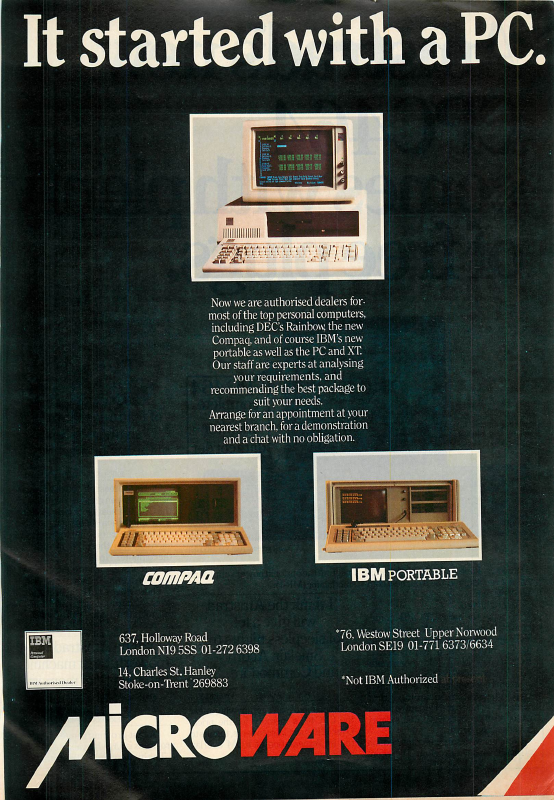 It started with a PC.
Now we are authorised dealers for-
most of the top personal computers,
including DEC's Rainbow, the new
Compaq, and of course IBM's new
portable as well as the PC and XT.
Our staff are experts at analysing
your requirements, and
recommending the best package to
suit your needs.
Arrange for an appointment at your
nearest branch, for a demonstration
and a chat with no obligation.
COMPAQ
IBM PORTABLE
IBM
Personal
Computer
IBM Authorised Dealer
637, Holloway Road
London N19 5SS 01-272 6398
14, Charles St, Hanley
Stoke-on-Trent 269883
*76, Westow Street Upper Norwood
London SE19 01-771 6373/6634
*Not IBM Authorized
MICROWARE